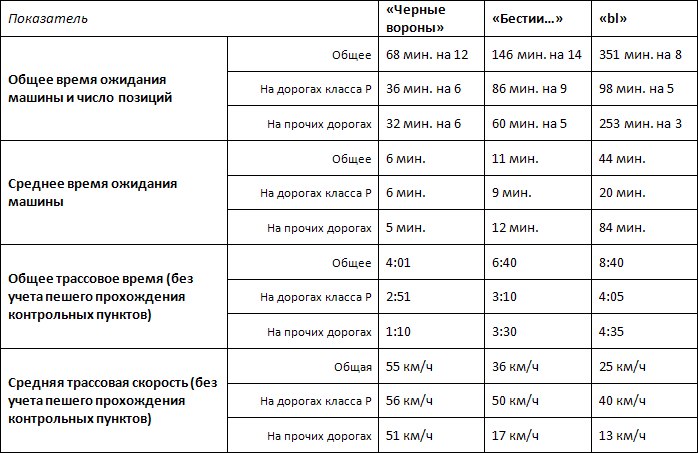 Показатель «Черные вороны» «Бестии...» «bl»
Общее время ожидания машины и число позиций
Общее 68 мин. на 12 146 мин. на 14 351 мин. на 8
На дорогах класса Р 36 мин. на 6 86 мин. на 9 98 мин. на 5
На прочих дорогах 32 мин. на 6 60 мин. на 5 253 мин. на 3
Среднее время ожидания машины
Общее 6 мин. 11 мин. 44 мин.
На дорогах класса Р 6 мин. 9 мин. 20 мин.
На прочих дорогах 5 мин. 12 мин. 84 мин.
Общее трассовое время (без учета пешего прохождения контрольных пунктов)
Общее 4:01 6:40 8:40
На дорогах класса Р 2:51 3:10 4:05
На прочих дорогах 1:10 3:30 4:35
Средняя трассовая скорость (без учета пешего прохождения контрольных пунктов)
Общая 55 км/ч 36 км/ч 25 км/ч
На дорогах класса Р 56 км/ч 50 км/ч 40 км/ч
На прочих дорогах 51 км/ч 17 км/ч 13 км/ч